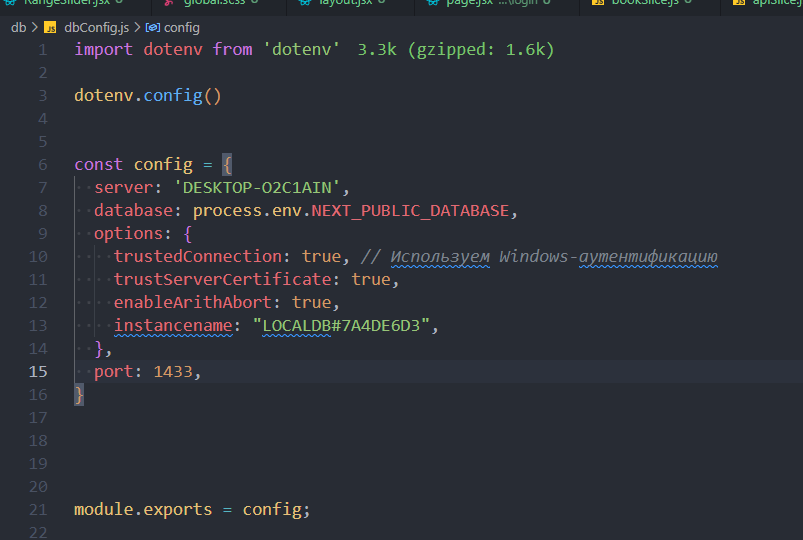 RangeSlider.jsx global.scss layout.jsx page.jsx ...\login bookSlice.js apiSlice.j
db > JS dbConfig.js > config
1 import dotenv from 'dotenv' 3.3k (gzipped: 1.6k)
2
3 dotenv.config()
4
5
6 const config = {
7 server: 'DESKTOP-O2C1AIN',
8 database: process.env.NEXT_PUBLIC_DATABASE,
9 options: {
10 trustedConnection: true, // Используем Windows-аутентификацию
11 trustServerCertificate: true,
12 enableArithAbort: true,
13 instancename: "LOCALDB#7A4DE6D3",
14 },
15 port: 1433,
16 }
17
18
19
20
21 module.exports = config;
22